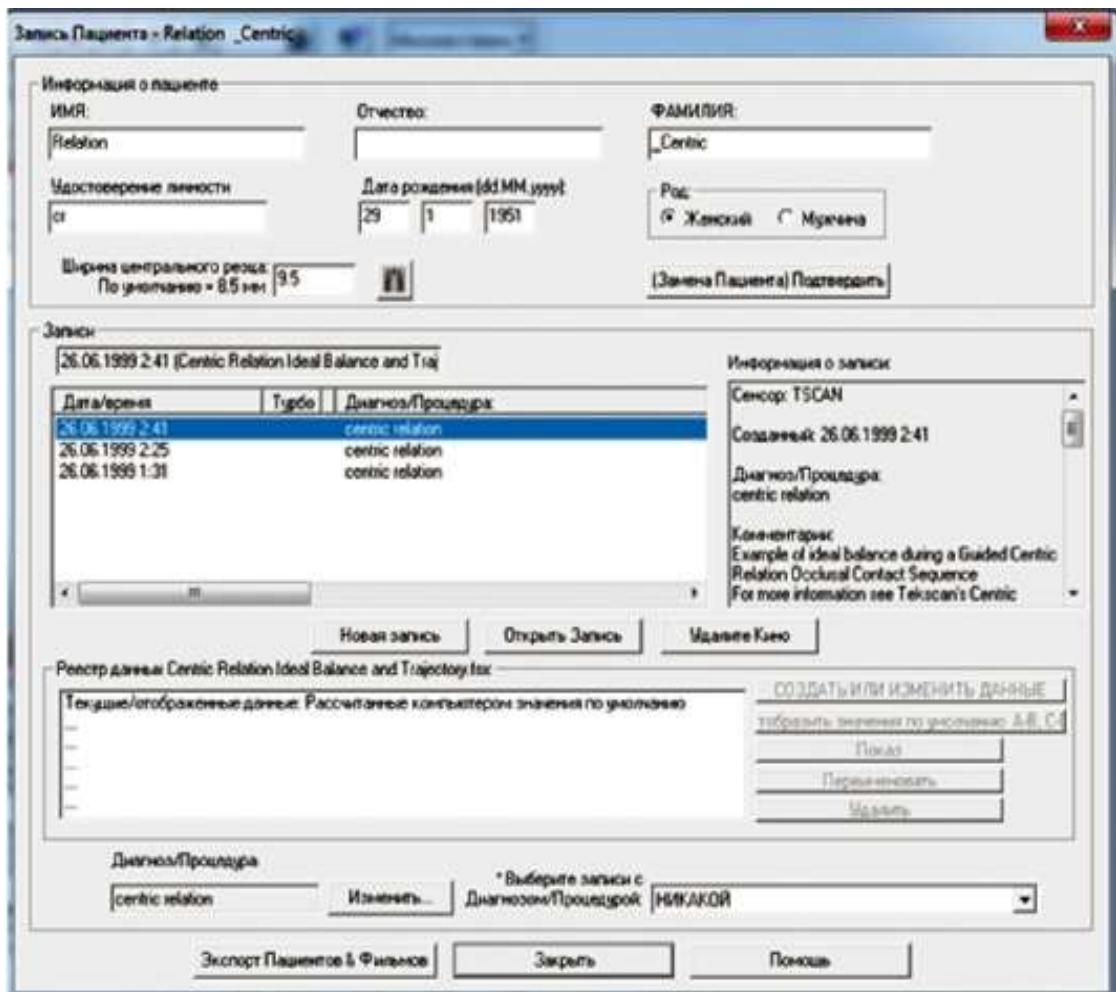 Запись Пациента - Relation _Centric
Информация о пациенте
ИМЯ:
Отчество:
ФАМИЛИЯ:
Relation
_Centric
Удостоверение личности
Дата рождения (dd.MM.yyyy):
Род:
cr
29 1 1951
Женский Мужчина
Ширина центрального резца:
По умолчанию = 8.5 мм
9.5
(Замена Пациента) Подтвердить
Записи
26.06.1999 2:41 (Centric Relation Ideal Balance and Traj
Дата/время Турбо Диагноз/Процедура:
26.06.1999 2:41 centric relation
26.06.1999 2:25 centric relation
26.06.1999 1:31 centric relation
Информация о записи:
Сенсор: TSCAN
Созданный: 26.06.1999 2:41
Диагноз/Процедура:
centric relation
Комментарии:
Example of ideal balance during a Guided Centric
Relation Occlusal Contact Sequence
For more information see Tekscan's Centric
Новая запись Открыть Запись Удалите Кино
Реестр данных Centric Relation Ideal Balance and Trajectory.fsx
Текущие/отображенные данные: Рассчитанные компьютером значения по умолчанию
---
---
---
---
---
СОЗДАТЬ ИЛИ ИЗМЕНИТЬ ДАННЫЕ
тобразить значения по умолчанию A-B, C-
Показ
Переименовать
Удалить
Диагноз/Процедура
centric relation
Изменить...
* Выберите записи с
Диагнозом/Процедурой:
НИКАКОЙ
Экспорт Пациентов & Фильмов Закрыть Помощь